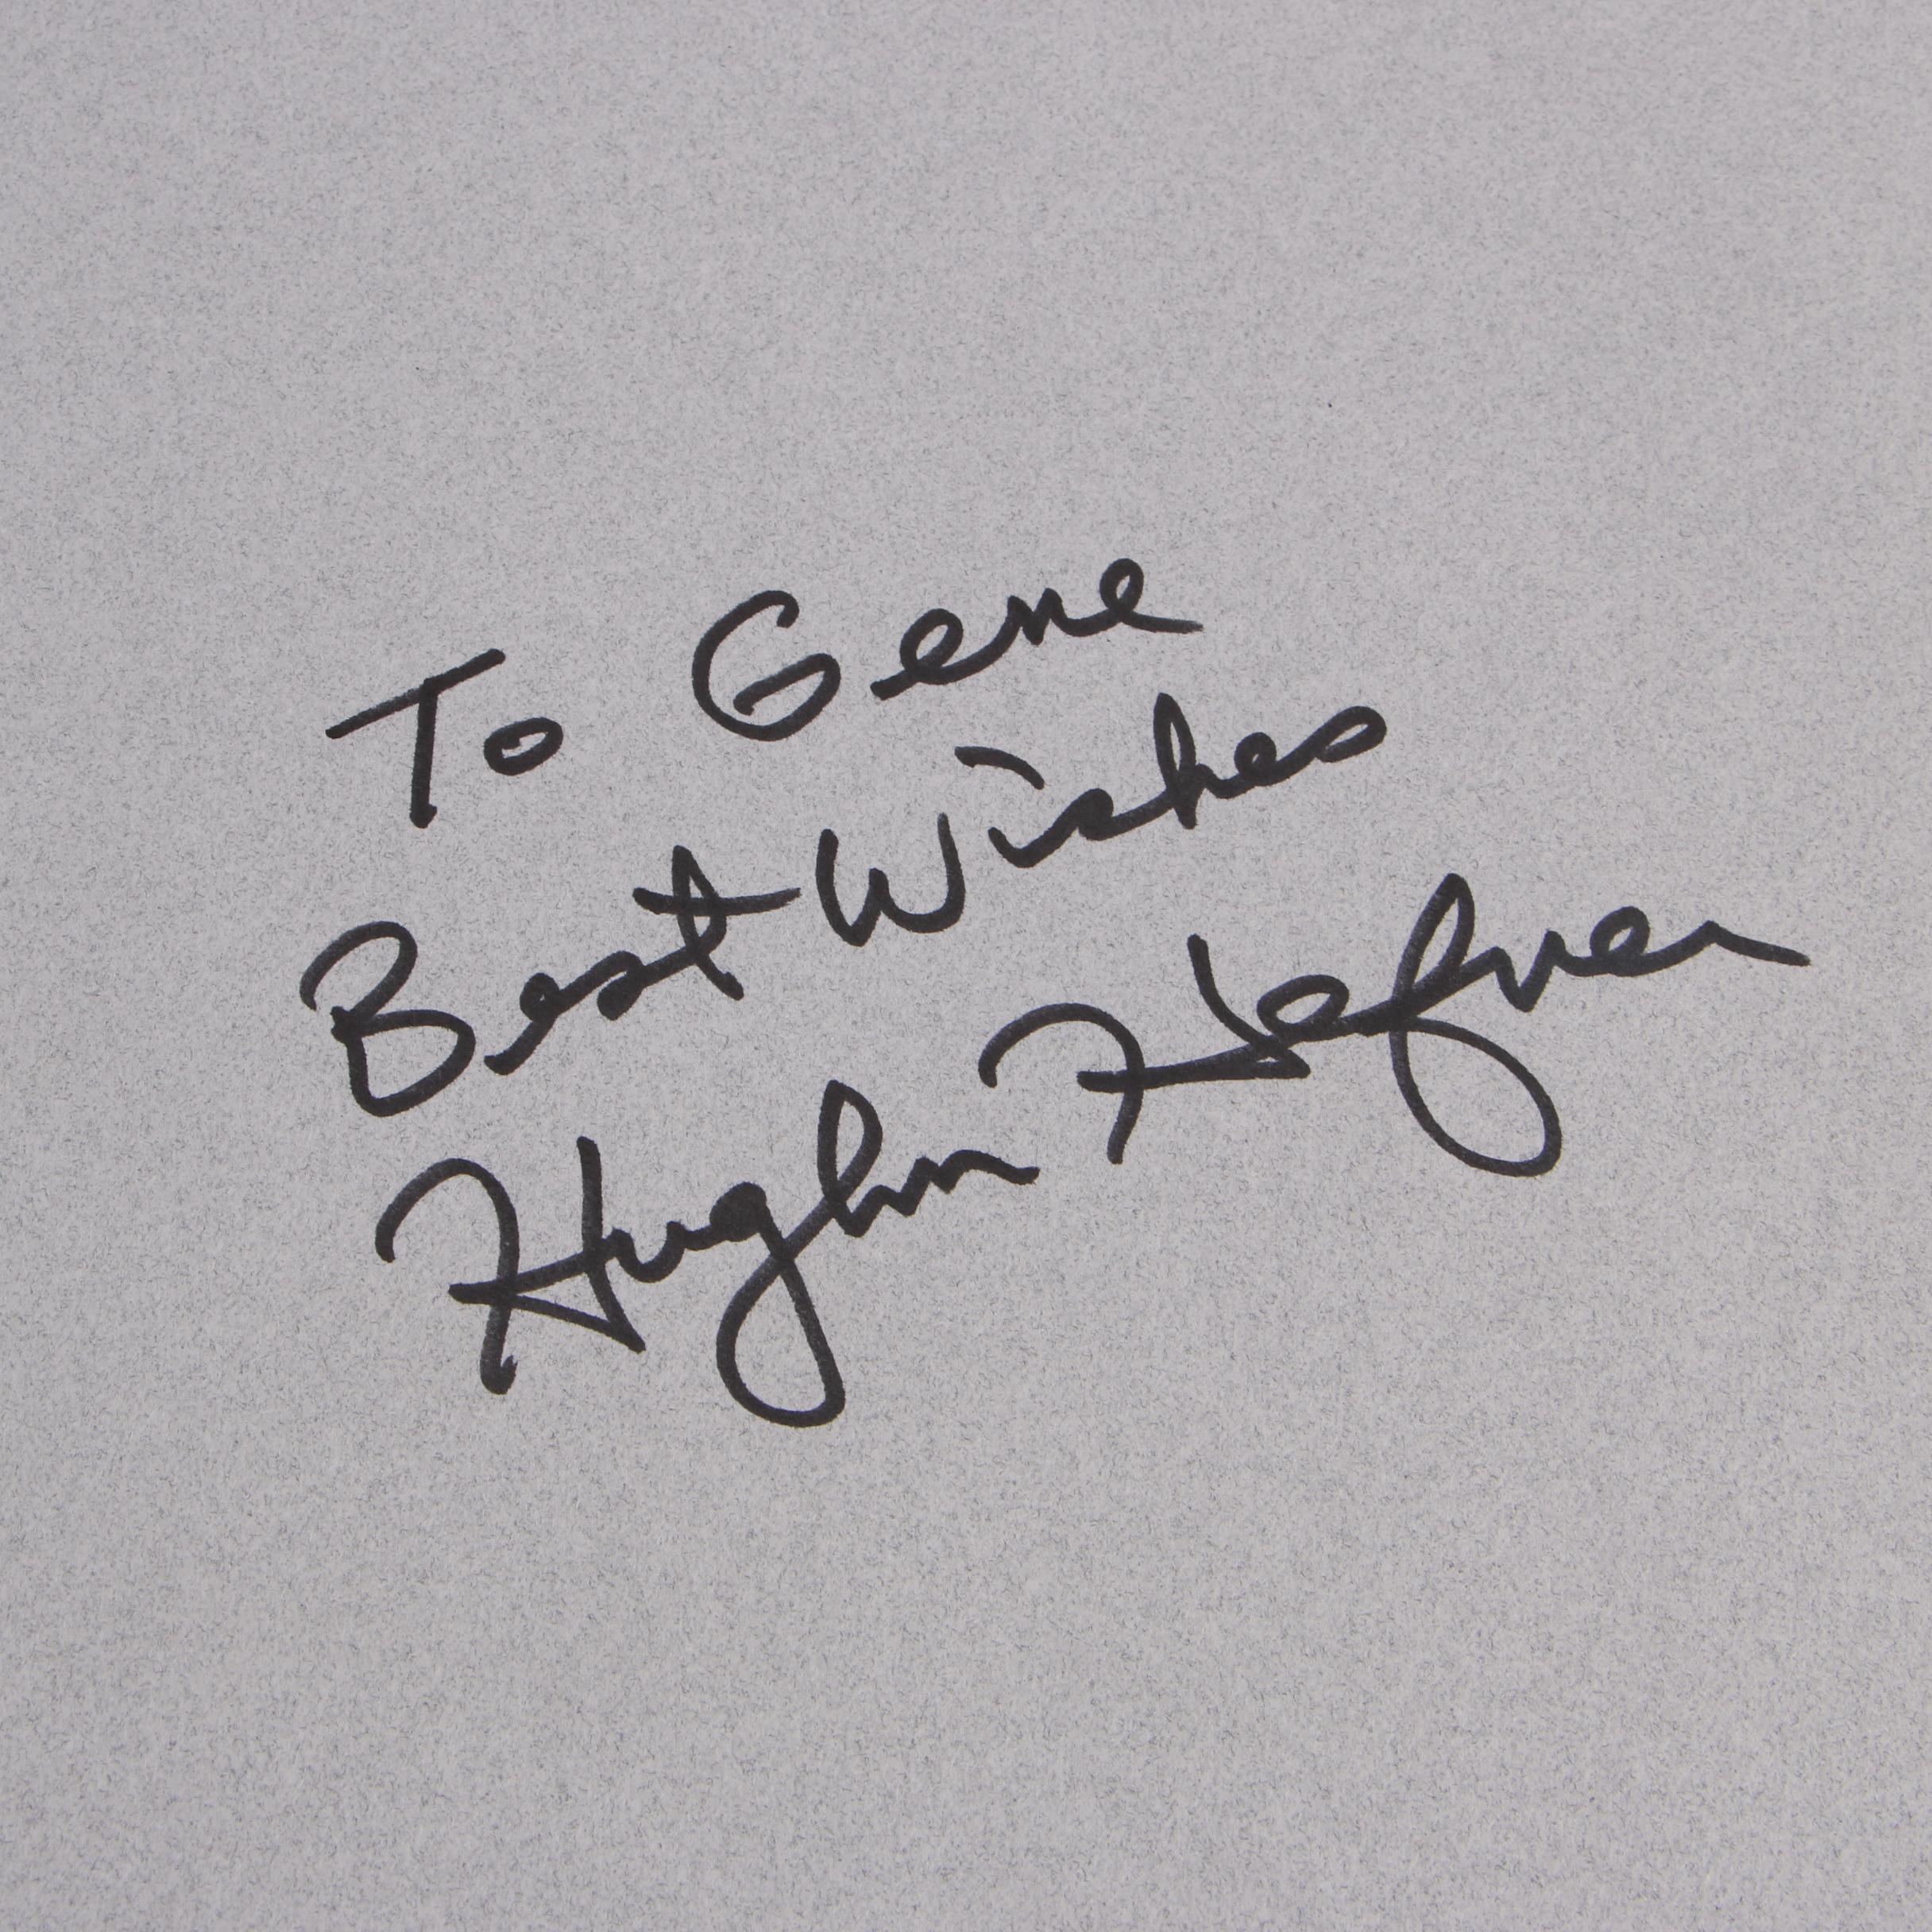 To Gene
Best Wishes
Hugh M Hefner